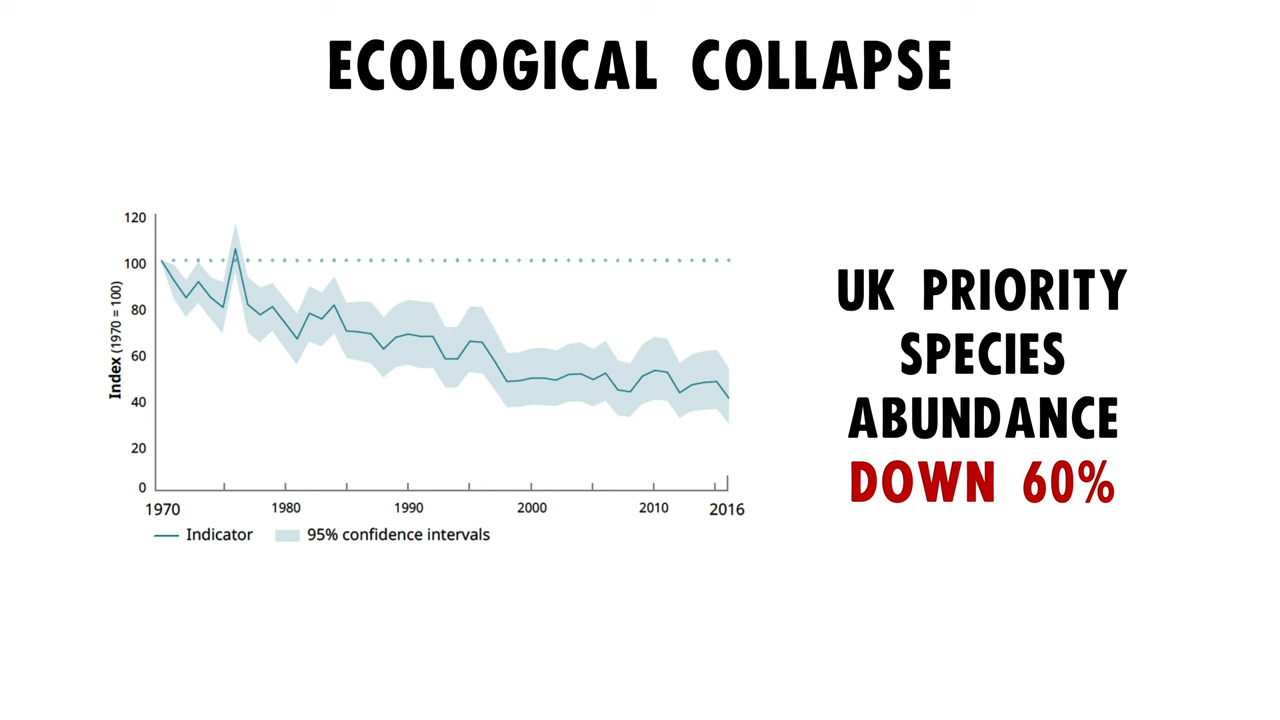 ECOLOGICAL COLLAPSE
120
100
80
60
40
20
0
Index (1970 = 100)
1970
1980
1990
2000
2010
2016
Indicator
95% confidence intervals
UK PRIORITY
SPECIES
ABUNDANCE
DOWN 60%